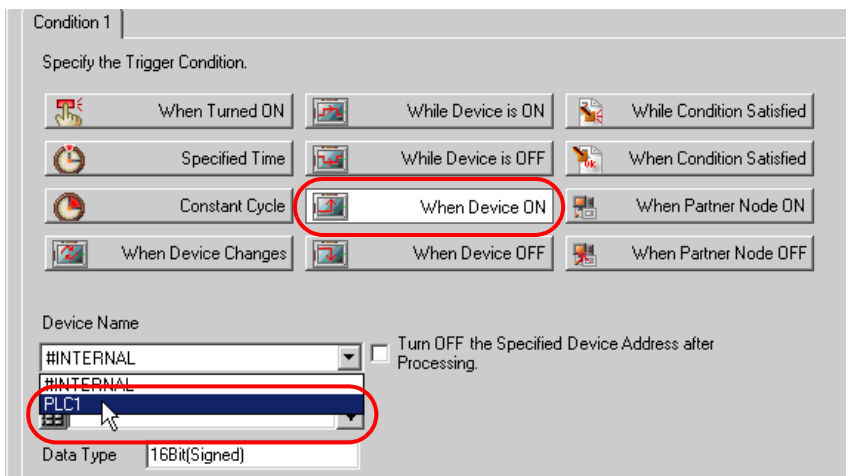 Condition 1
Specify the Trigger Condition.
When Turned ON While Device is ON While Condition Satisfied
Specified Time While Device is OFF When Condition Satisfied
Constant Cycle When Device ON When Partner Node ON
When Device Changes When Device OFF When Partner Node OFF
Device Name
#INTERNAL Turn OFF the Specified Device Address after
Processing.
#INTERNAL
PLC1
Data Type 16Bit(Signed)